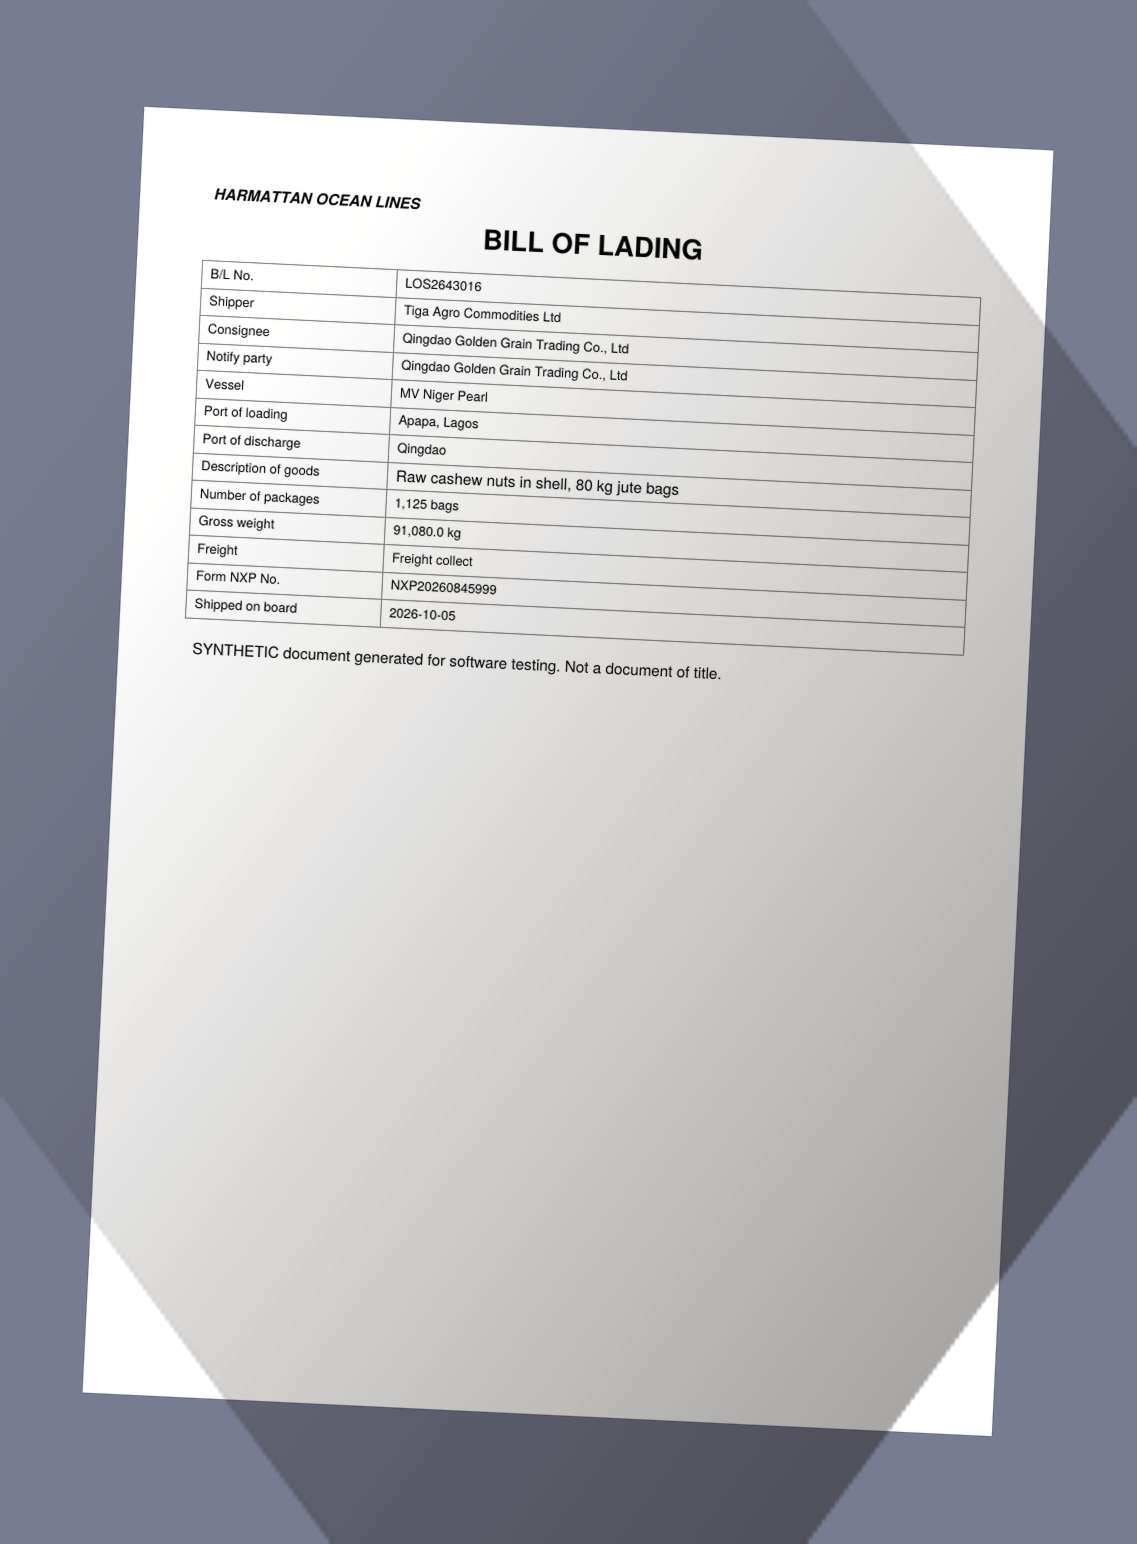 HARMATTAN OCEAN LINES
BILL OF LADING
B/L No. LOS2643016
Shipper Tiga Agro Commodities Ltd
Consignee Qingdao Golden Grain Trading Co., Ltd
Notify party Qingdao Golden Grain Trading Co., Ltd
Vessel MV Niger Pearl
Port of loading Apapa, Lagos
Port of discharge Qingdao
Description of goods Raw cashew nuts in shell, 80 kg jute bags
Number of packages 1,125 bags
Gross weight 91,080.0 kg
Freight Freight collect
Form NXP No. NXP20260845999
Shipped on board 2026-10-05
SYNTHETIC document generated for software testing. Not a document of title.